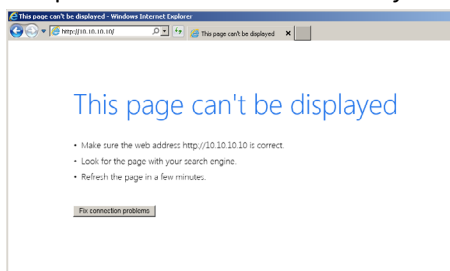 This page can't be displayed - Windows Internet Explorer
http://10.10.10.10/
This page can't be displayed
This page can't be displayed
• Make sure the web address http://10.10.10.10 is correct.
• Look for the page with your search engine.
• Refresh the page in a few minutes.
Fix connection problems